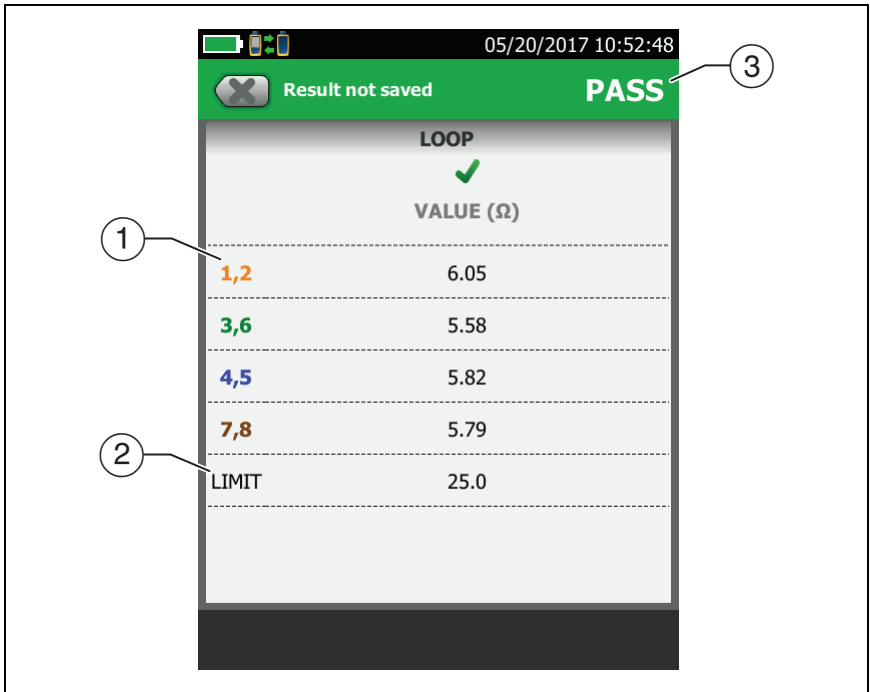 05/20/2017 10:52:48
Result not saved PASS
3
LOOP
VALUE (Ω)
1
1,2 6.05
3,6 5.58
4,5 5.82
7,8 5.79
2
LIMIT 25.0